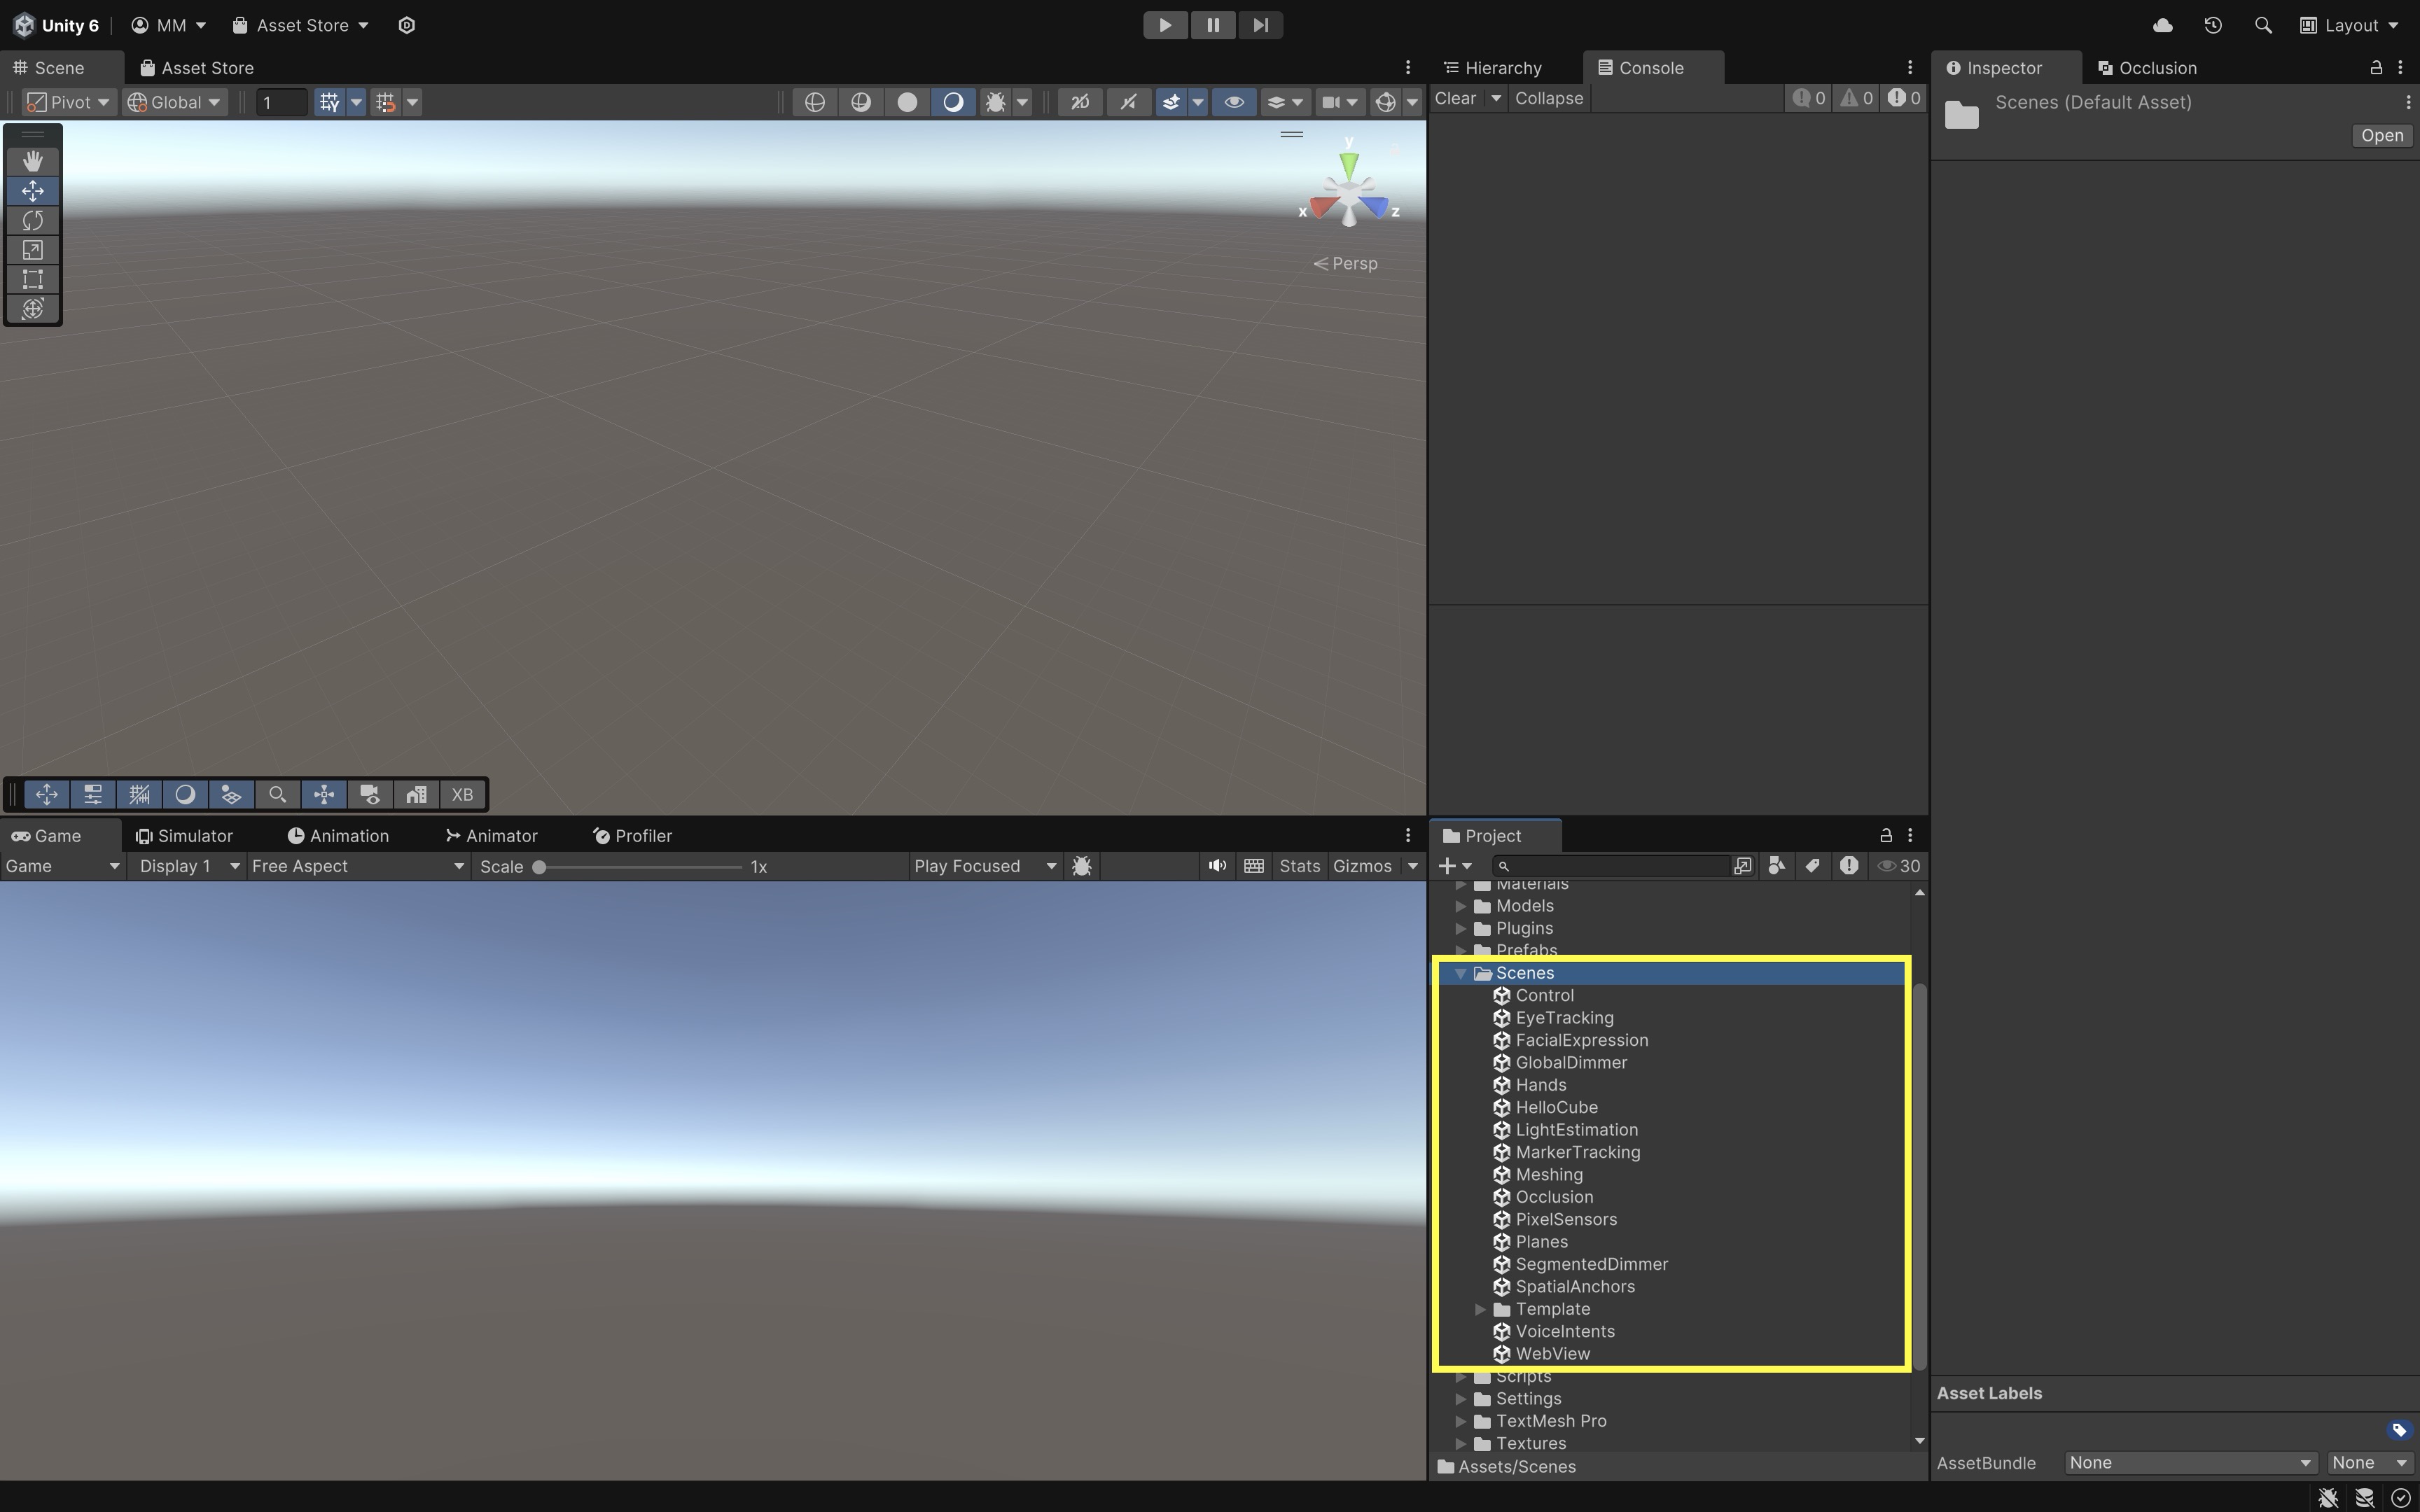 Unity 6 MM Asset Store Layout
Scene Asset Store
Hierarchy Console
Inspector Occlusion
Pivot Global 1 2D
Clear Collapse 0 0 0
Scenes (Default Asset)
Open
y
x z
Persp
XB
Game Simulator Animation Animator Profiler
Game Display 1 Free Aspect Scale 1x Play Focused Stats Gizmos
Project
30
Materials
Models
Plugins
Prefabs
Scenes
Control
EyeTracking
FacialExpression
GlobalDimmer
Hands
HelloCube
LightEstimation
MarkerTracking
Meshing
Occlusion
PixelSensors
Planes
SegmentedDimmer
SpatialAnchors
Template
VoiceIntents
WebView
Scripts
Settings
TextMesh Pro
Textures
Assets/Scenes
Asset Labels
AssetBundle None None